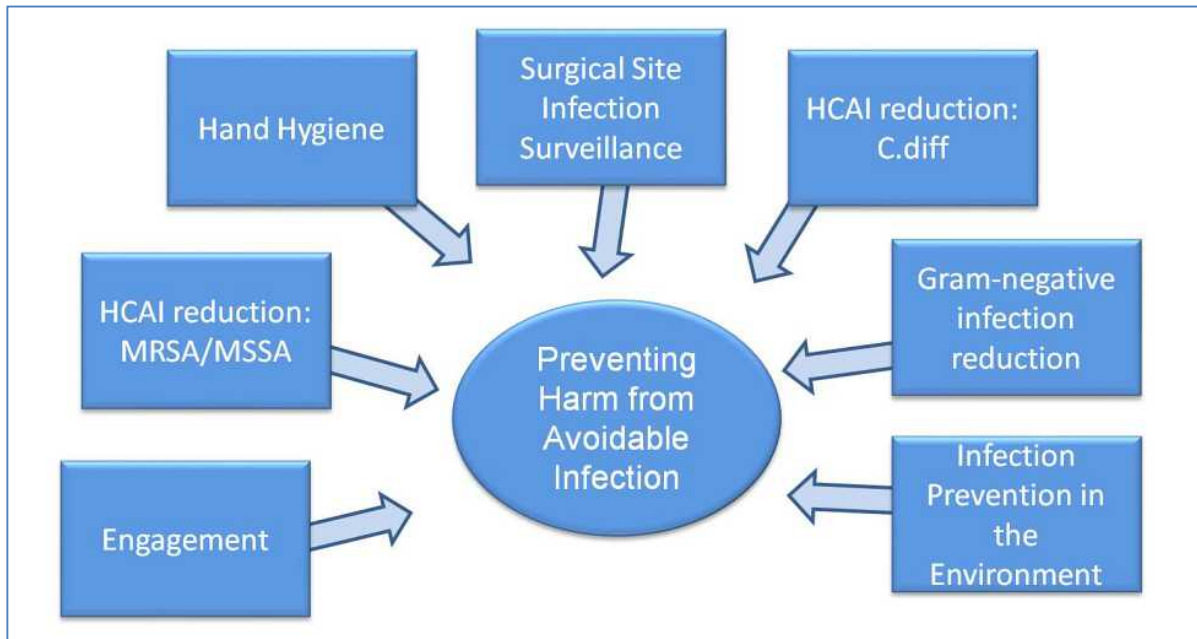 Surgical Site
Infection
Surveillance
HCAI reduction:
C.diff
Hand Hygiene
HCAI reduction:
MRSA/MSSA
Gram-negative
infection
reduction
Preventing
Harm from
Avoidable
Infection
Engagement
Infection
Prevention in
the
Environment